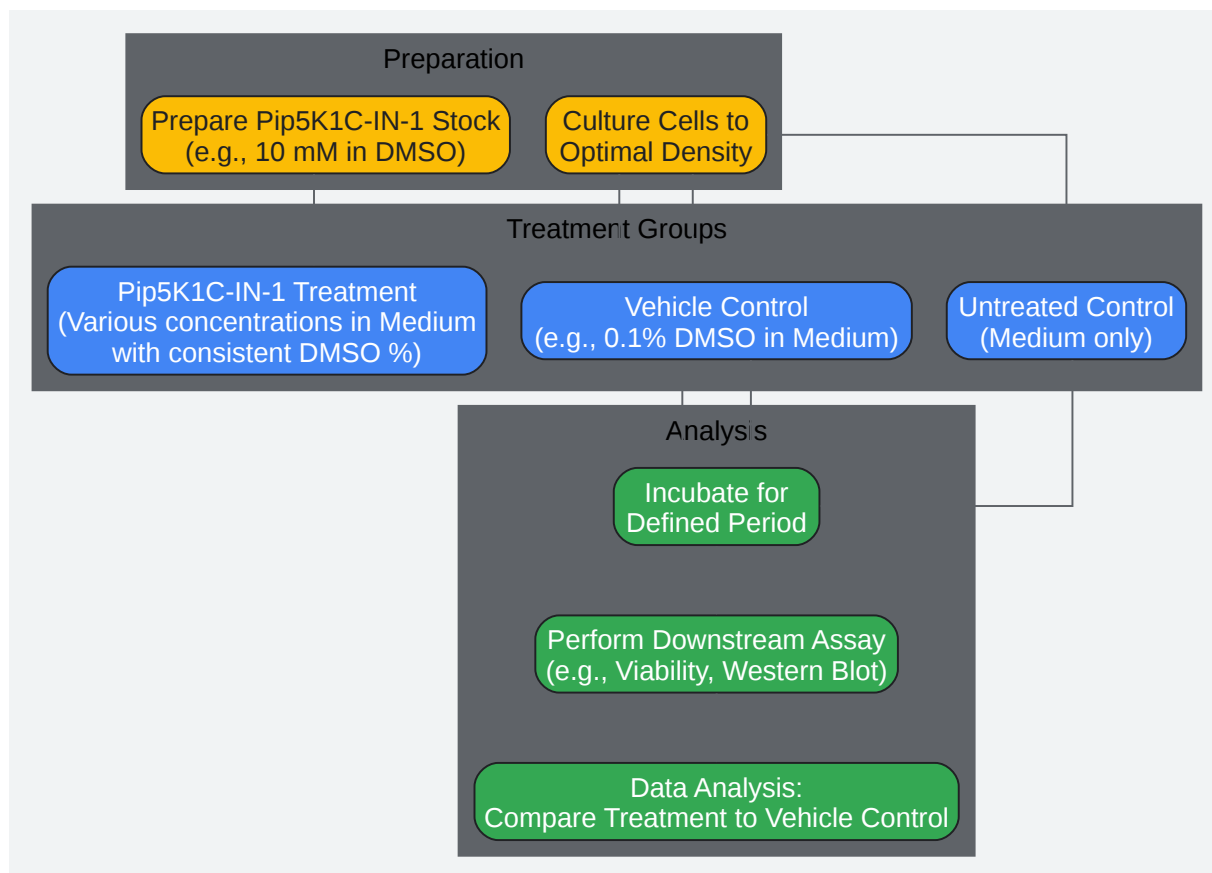 Preparation
Prepare Pip5K1C-IN-1 Stock
(e.g., 10 mM in DMSO)
Culture Cells to
Optimal Density
Treatment Groups
Pip5K1C-IN-1 Treatment
(Various concentrations in Medium
with consistent DMSO %)
Vehicle Control
(e.g., 0.1% DMSO in Medium)
Untreated Control
(Medium only)
Analysis
Incubate for
Defined Period
Perform Downstream Assay
(e.g., Viability, Western Blot)
Data Analysis:
Compare Treatment to Vehicle Control